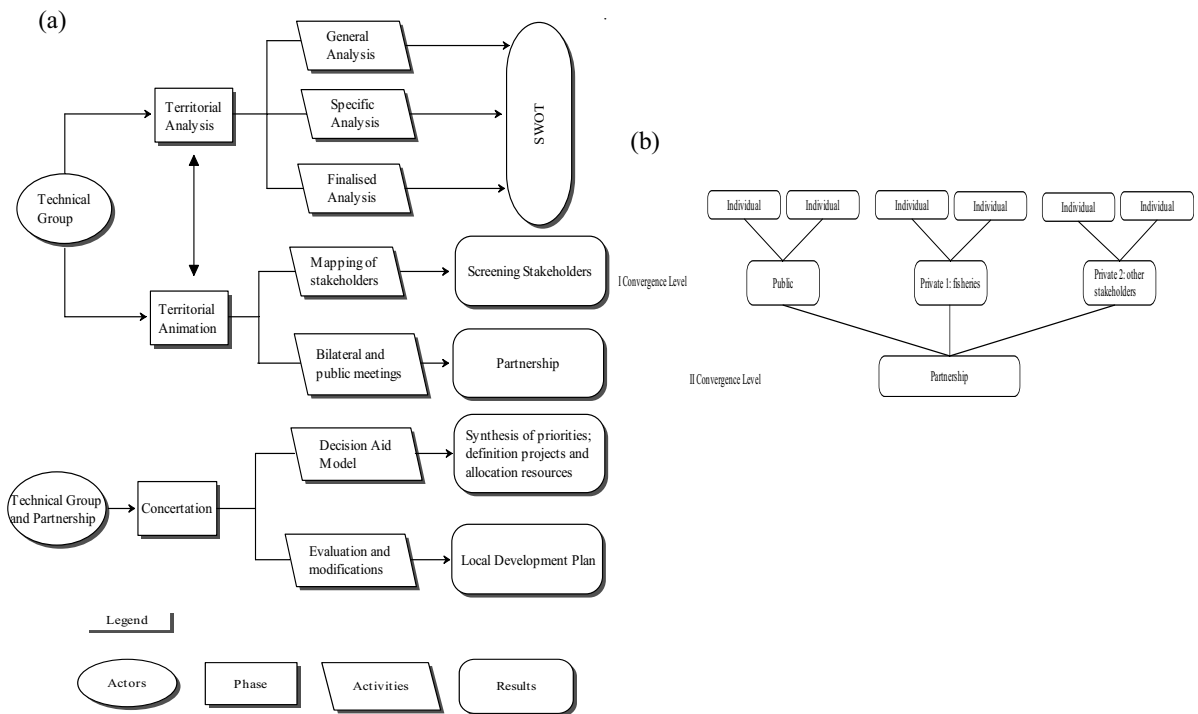 (a)
General
Analysis
Territorial
Analysis
Specific
Analysis
SWOT
Finalised
Analysis
Technical
Group
Mapping of
stakeholders
Screening Stakeholders
Territorial
Animation
Bilateral and
public meetings
Partnership
Decision Aid
Model
Synthesis of priorities;
definition projects and
allocation resources
Technical Group
and Partnership
Concertation
Evaluation and
modifications
Local Development Plan
Legend
Actors
Phase
Activities
Results
(b)
Individual
Individual
Individual
Individual
Individual
Individual
I Convergence Level
Public
Private 1: fisheries
Private 2: other
stakeholders
II Convergence Level
Partnership